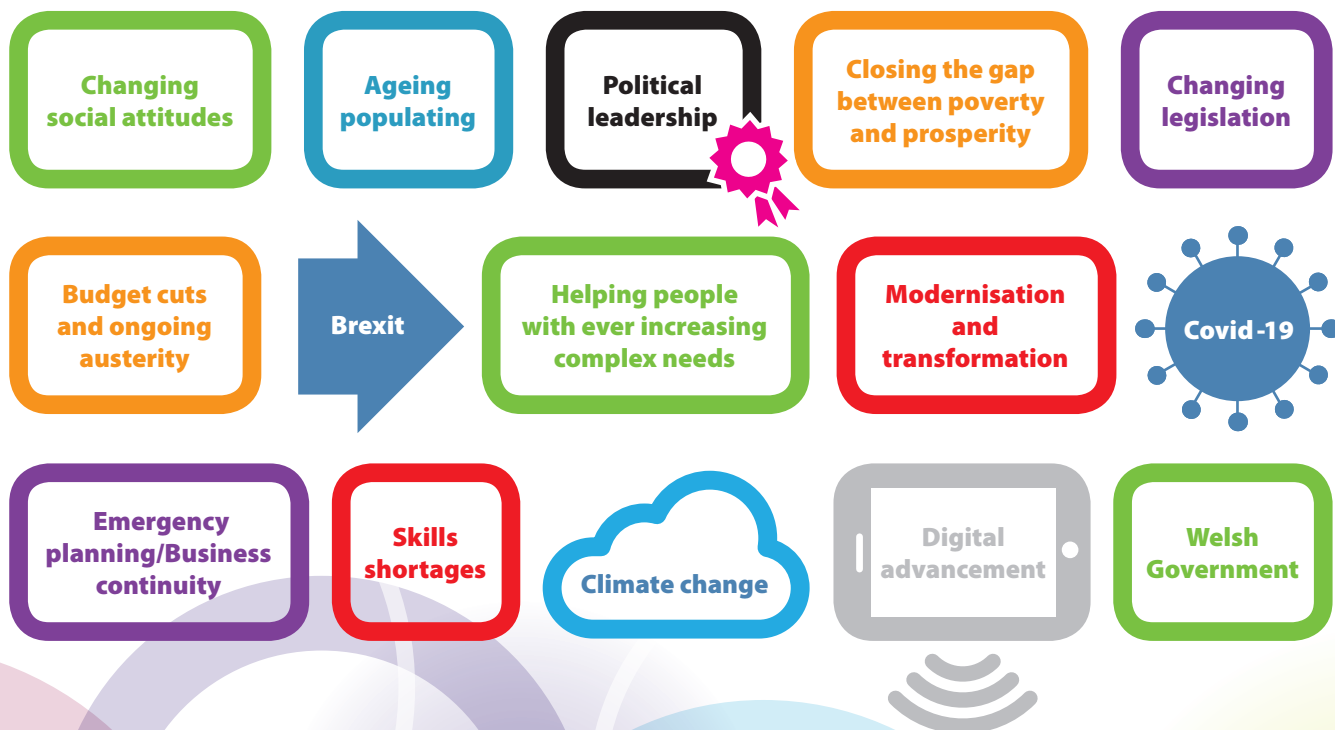 Changing
social attitudes
Ageing
populating
Political
leadership
Closing the gap
between poverty
and prosperity
Changing
legislation
Budget cuts
and ongoing
austerity
Brexit
Helping people
with ever increasing
complex needs
Modernisation
and
transformation
Covid-19
Emergency
planning/Business
continuity
Skills
shortages
Climate change
Digital
advancement
Welsh
Government